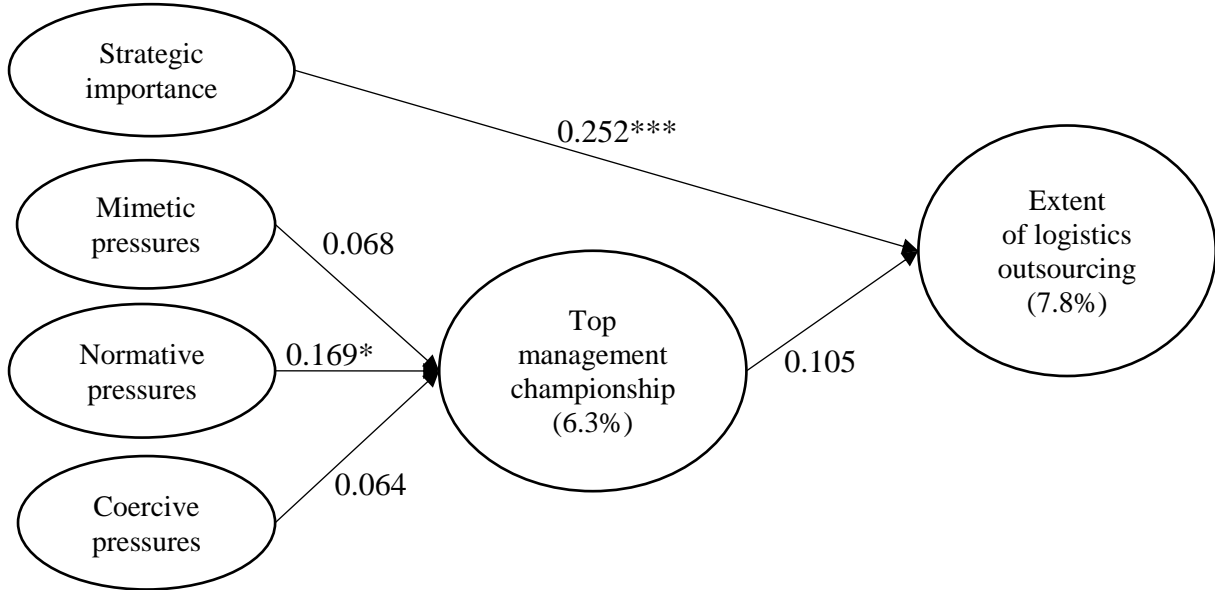 Strategic
importance
0.252***
Mimetic
pressures
0.068
Extent
of logistics
outsourcing
(7.8%)
Normative
pressures
0.169*
Top
management
championship
(6.3%)
0.105
Coercive
pressures
0.064